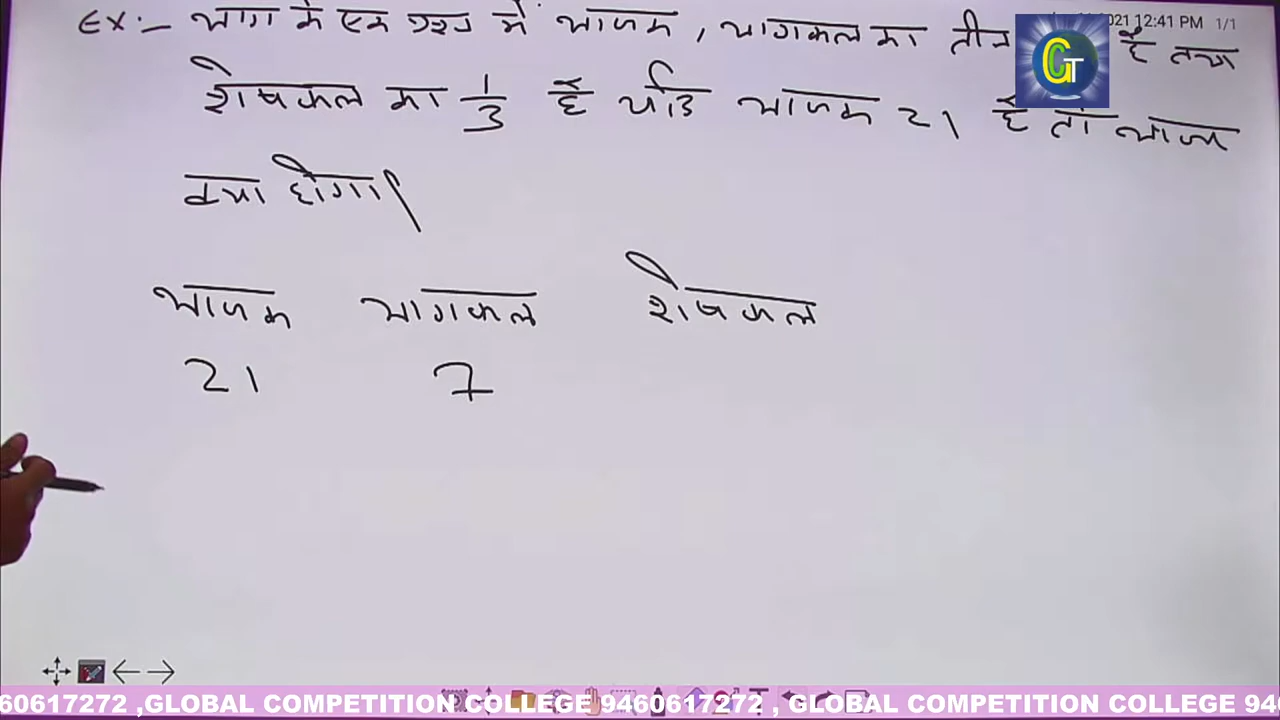 Ex:- भाग के एक प्रश्न में भाजक, भागफल का तीन है तथा
शेषफल का 1/3 है यदि भाजक 21 है तो भाज्य
क्या होगा।
भाजक भागफल शेषफल
21 7
2021 12:41 PM 1/1
GT
60617272 ,GLOBAL COMPETITION COLLEGE 9460617272 , GLOBAL COMPETITION COLLEGE 94